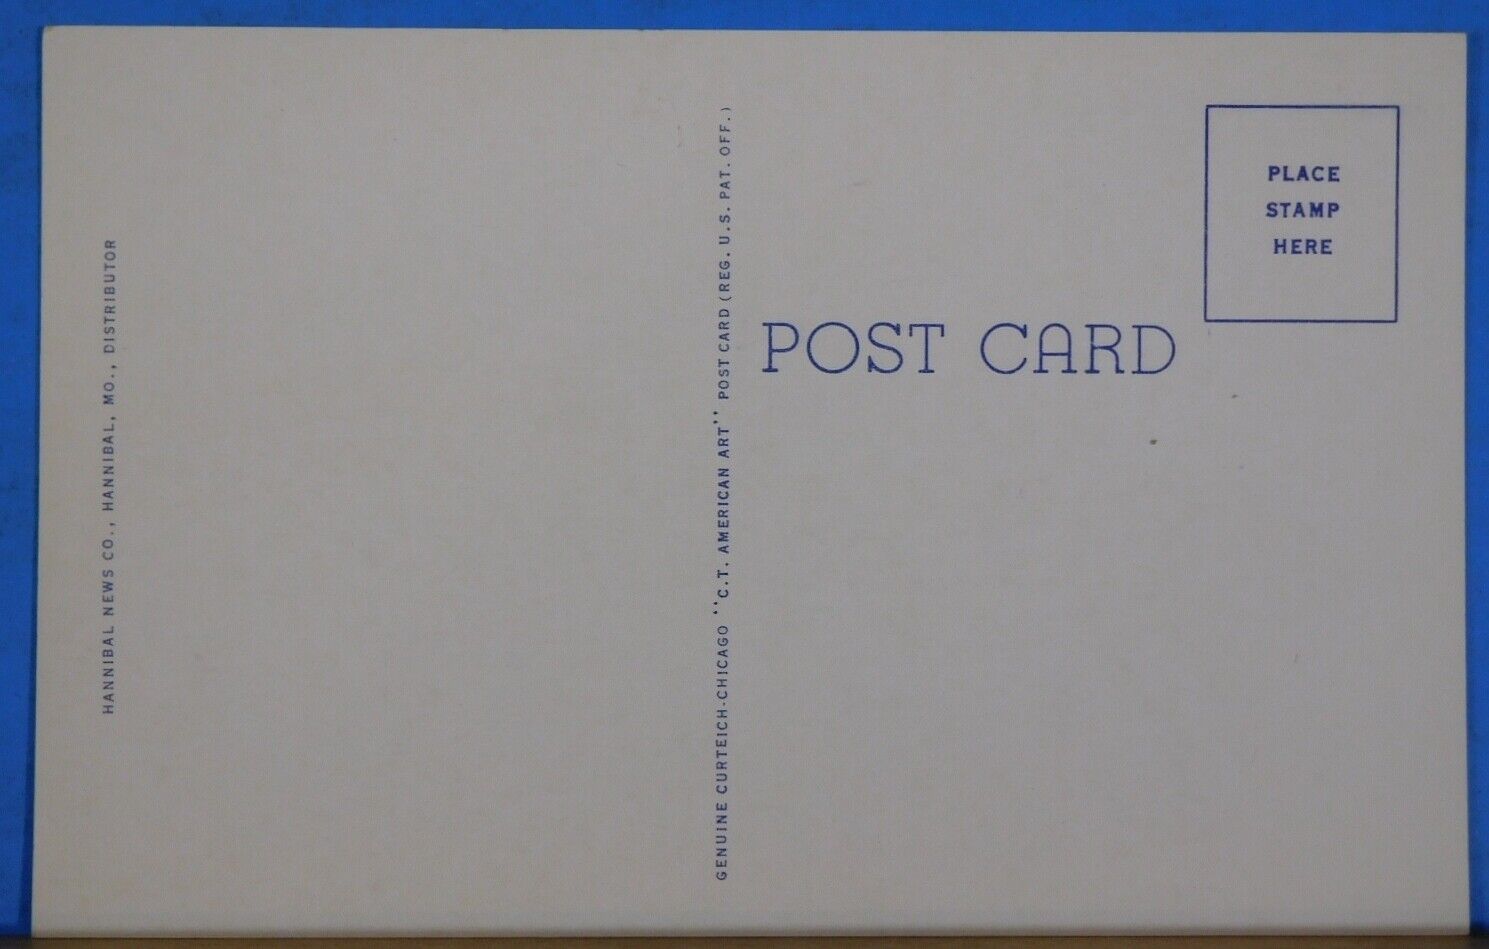 HANNIBAL NEWS CO., HANNIBAL, MO., DISTRIBUTOR
GENUINE CURTEICH-CHICAGO "C.T. AMERICAN ART" POST CARD (REG. U.S. PAT. OFF.)
PLACE
STAMP
HERE
POST CARD